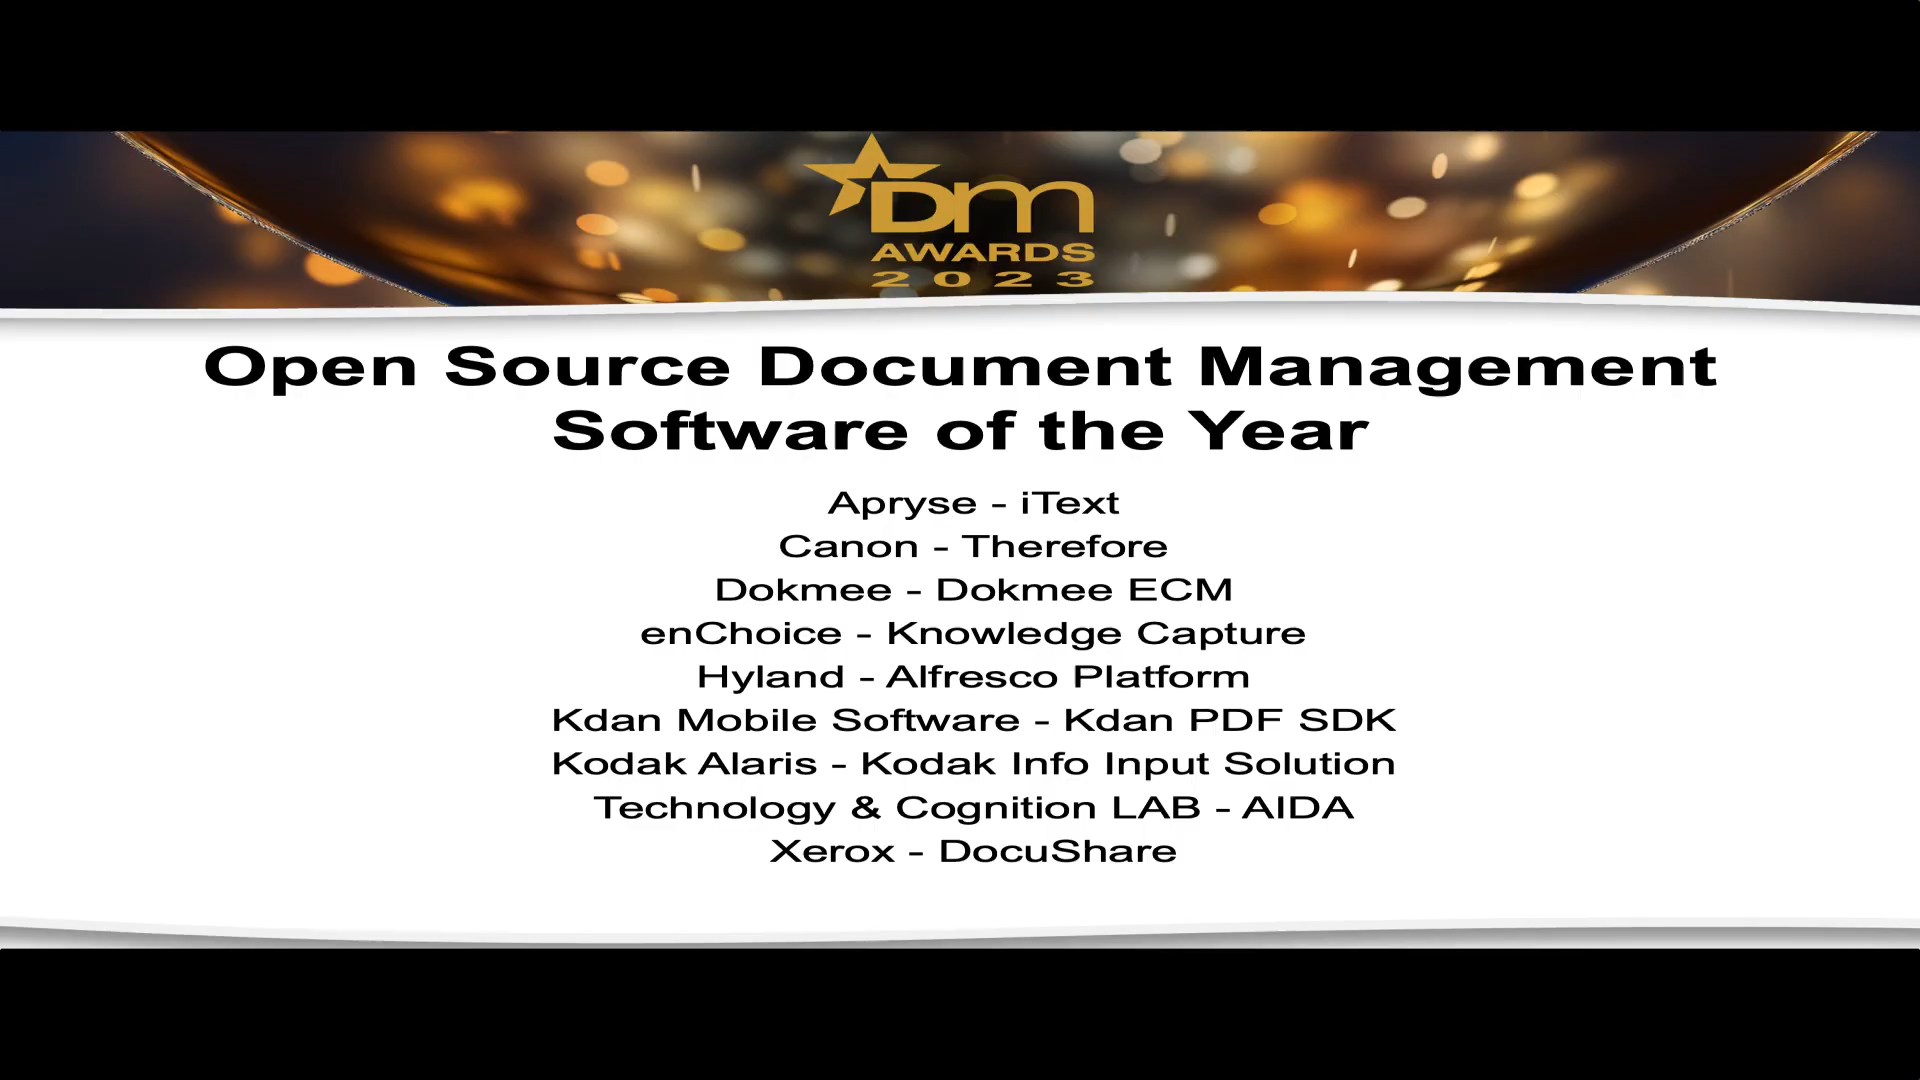 Dm
AWARDS
2023
Open Source Document Management
Software of the Year
Apryse - iText
Canon - Therefore
Dokmee - Dokmee ECM
enChoice - Knowledge Capture
Hyland - Alfresco Platform
Kdan Mobile Software - Kdan PDF SDK
Kodak Alaris - Kodak Info Input Solution
Technology & Cognition LAB - AIDA
Xerox - DocuShare